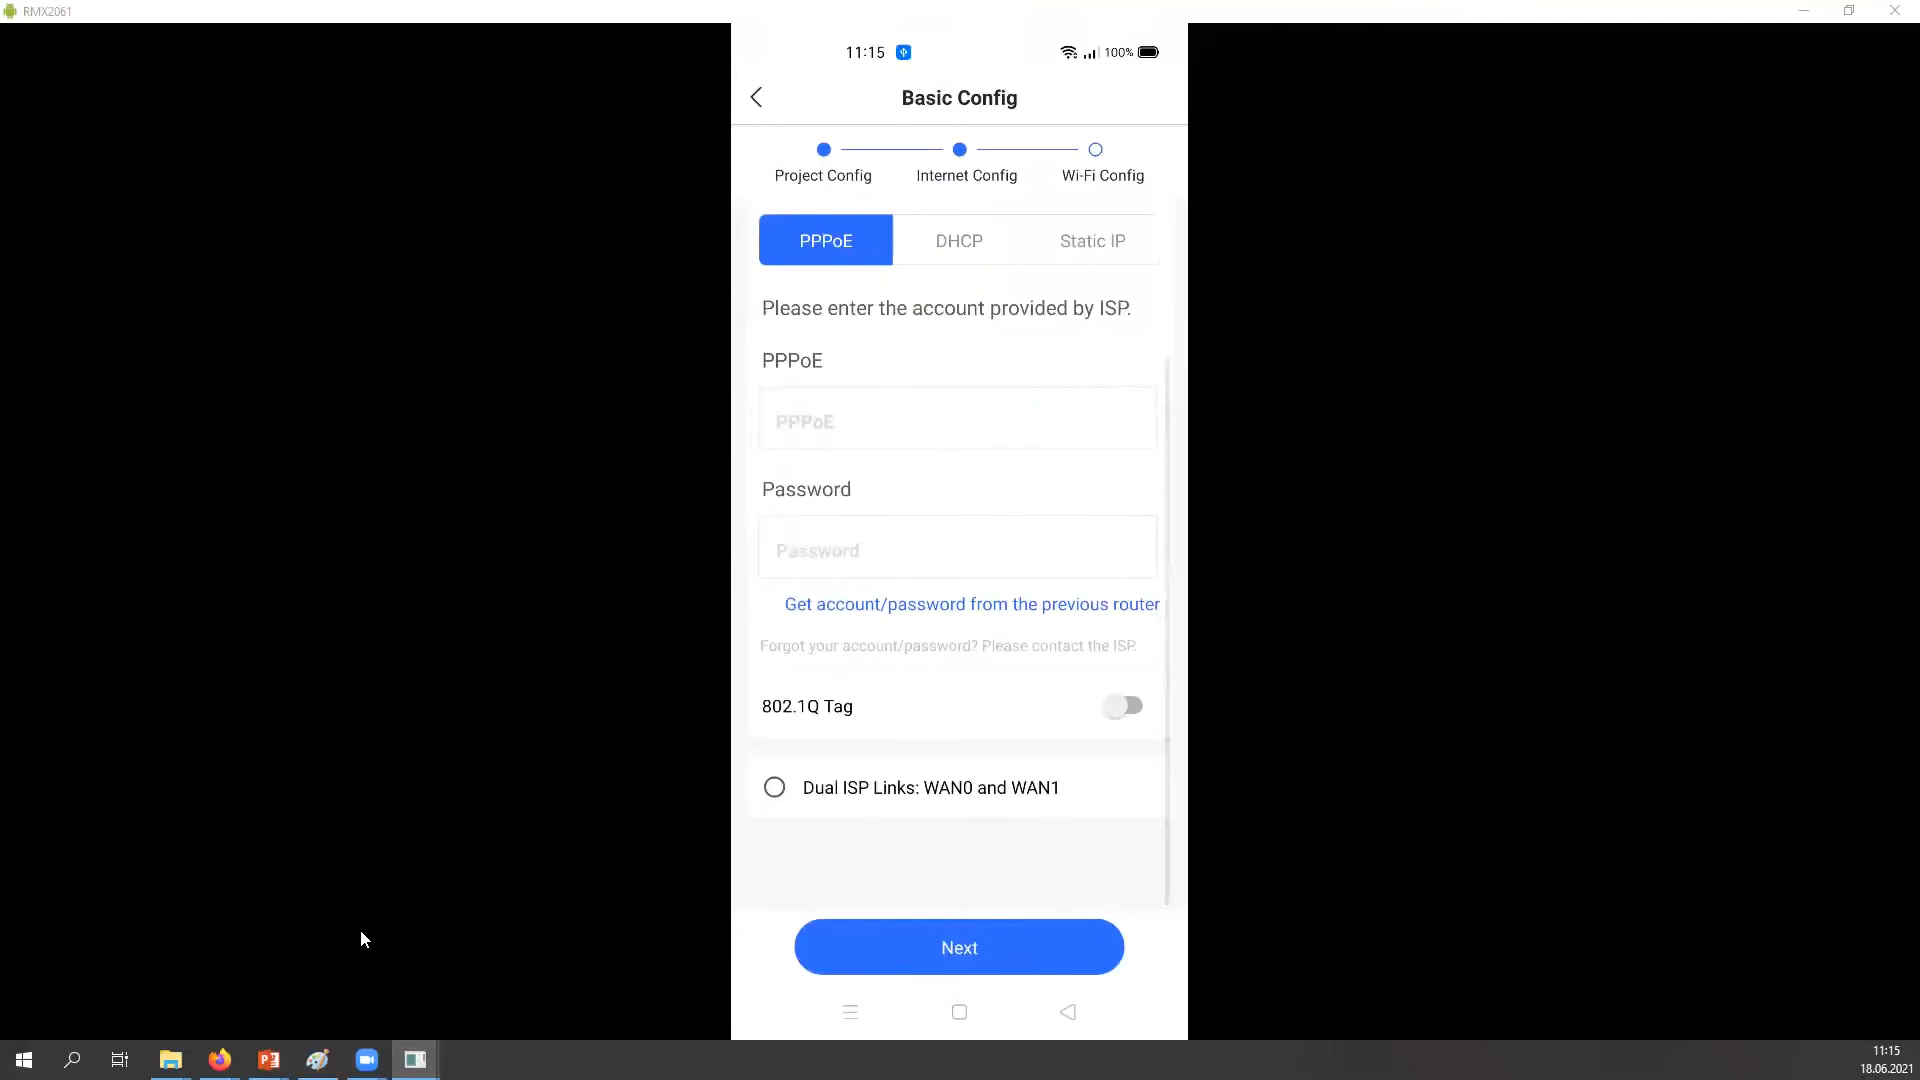 RMX2061
11:15
100%
Basic Config
Project Config
Internet Config
Wi-Fi Config
PPPoE
DHCP
Static IP
Please enter the account provided by ISP.
PPPoE
PPPoE
Password
Password
Get account/password from the previous router
Forgot your account/password? Please contact the ISP.
802.1Q Tag
Dual ISP Links: WAN0 and WAN1
Next
11:15
18.06.2021